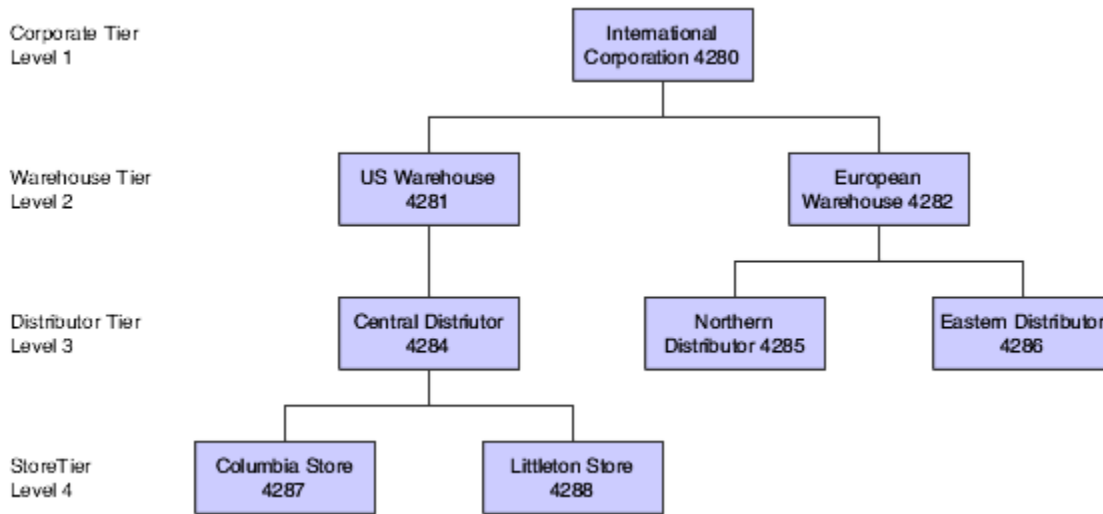 Corporate Tier
Level 1
International
Corporation 4280
Warehouse Tier
Level 2
US Warehouse
4281
European
Warehouse 4282
Distributor Tier
Level 3
Central Distriutor
4284
Northern
Distributor 4285
Eastern Distributor
4286
StoreTier
Level 4
Columbia Store
4287
Littleton Store
4288